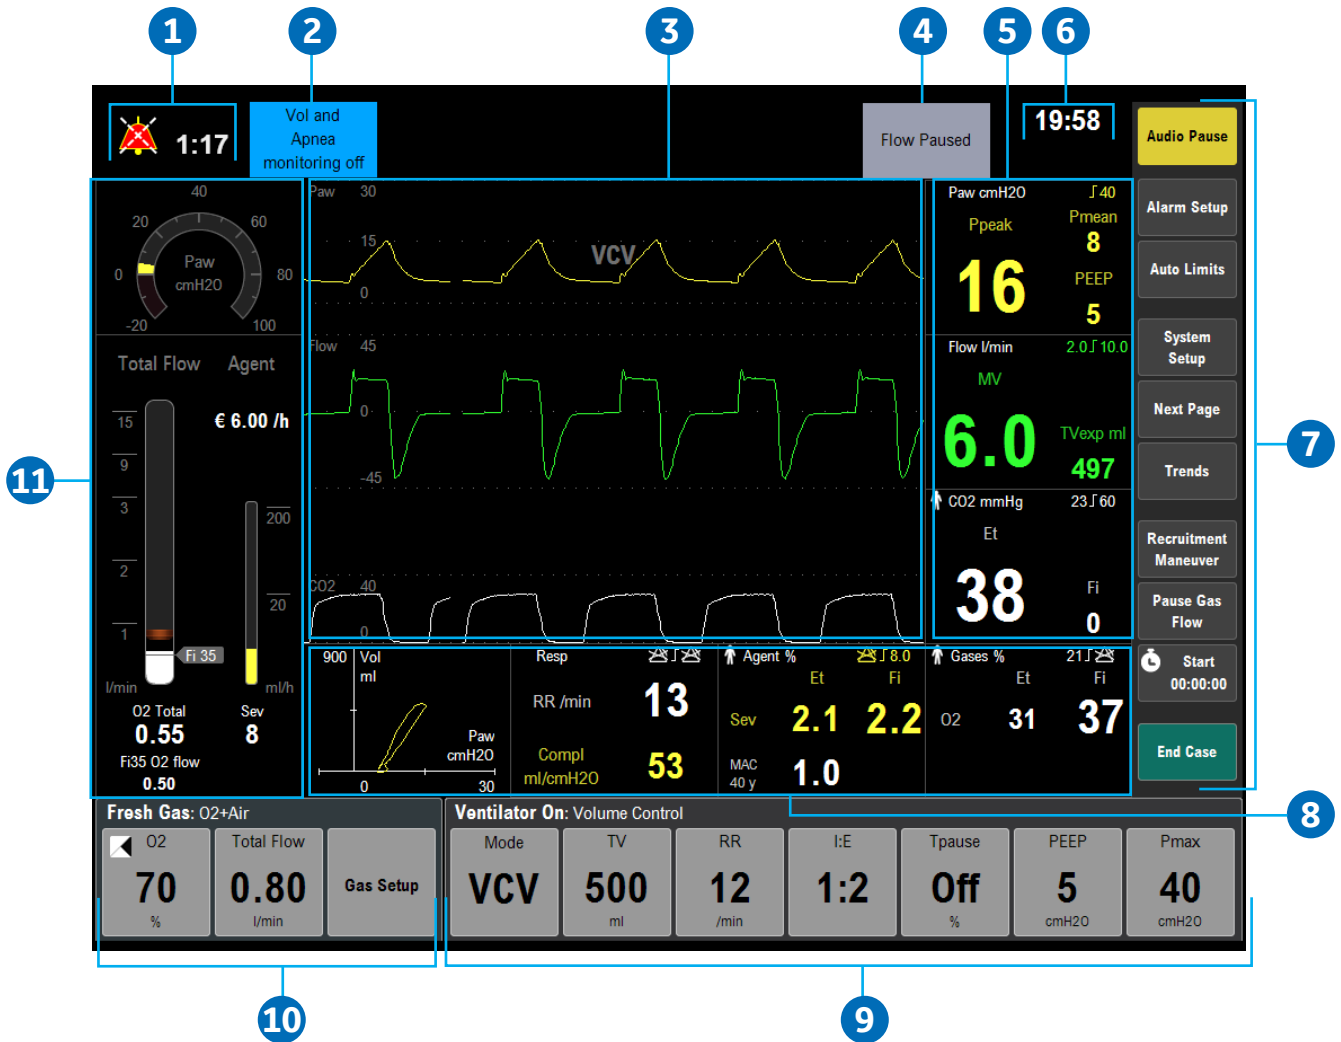 1 2 3 4 5 6
1:17
Vol and
Apnea
monitoring off
Flow Paused
19:58
Audio Pause
Alarm Setup
Auto Limits
System
Setup
Next Page
Trends
Recruitment
Maneuver
Pause Gas
Flow
Start
00:00:00
End Case
7
11
40
20 60
Paw
0 80
cmH2O
-20 100
Total Flow Agent
15
€ 6.00 /h
9
3
200
2
20
1
Fi 35
l/min ml/h
O2 Total Sev
0.55 8
Fi35 O2 flow
0.50
Paw 30
15
VCV
0
Flow 45
0
-45
CO2 40
0
Paw cmH2O 40
Ppeak Pmean
8
16 PEEP
5
Flow l/min 2.0 10.0
MV
6.0 TVexp ml
497
CO2 mmHg 23 60
Et
38 Fi
0
900 Vol
ml
Paw
cmH2O
0 30
Resp
RR /min 13
Compl
ml/cmH2O 53
Agent % 8.0
Et Fi
Sev 2.1 2.2
MAC
40 y 1.0
Gases % 21
Et Fi
O2 31 37
8
Fresh Gas: O2+Air
O2
70
%
Total Flow
0.80
l/min
Gas Setup
Ventilator On: Volume Control
Mode
VCV
TV
500
ml
RR
12
/min
I:E
1:2
Tpause
Off
%
PEEP
5
cmH2O
Pmax
40
cmH2O
10 9